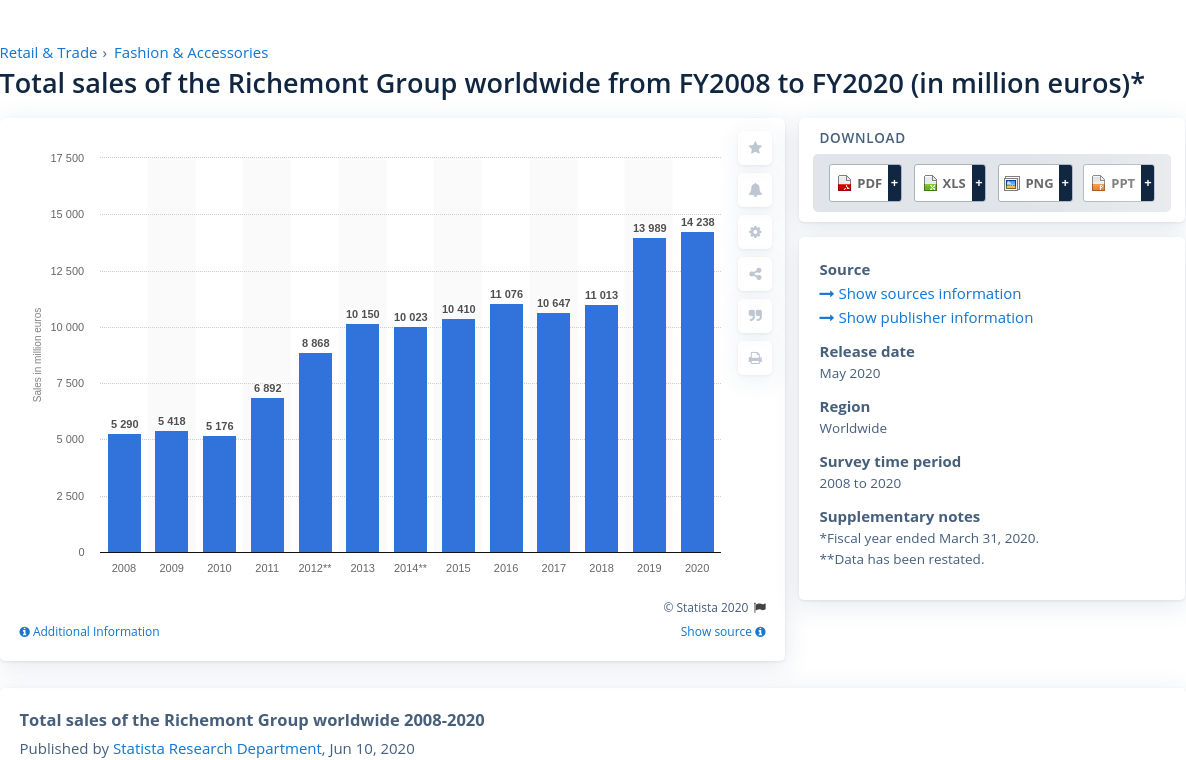 Retail & Trade › Fashion & Accessories
Total sales of the Richemont Group worldwide from FY2008 to FY2020 (in million euros)*
17 500
15 000
12 500
10 000
7 500
5 000
2 500
0
Sales in million euros
5 290
5 418
5 176
6 892
8 868
10 150
10 023
10 410
11 076
10 647
11 013
13 989
14 238
2008 2009 2010 2011 2012** 2013 2014** 2015 2016 2017 2018 2019 2020
© Statista 2020
Additional Information
Show source
DOWNLOAD
PDF + XLS + PNG + PPT +
Source
Show sources information
Show publisher information
Release date
May 2020
Region
Worldwide
Survey time period
2008 to 2020
Supplementary notes
*Fiscal year ended March 31, 2020.
**Data has been restated.
Total sales of the Richemont Group worldwide 2008-2020
Published by Statista Research Department, Jun 10, 2020